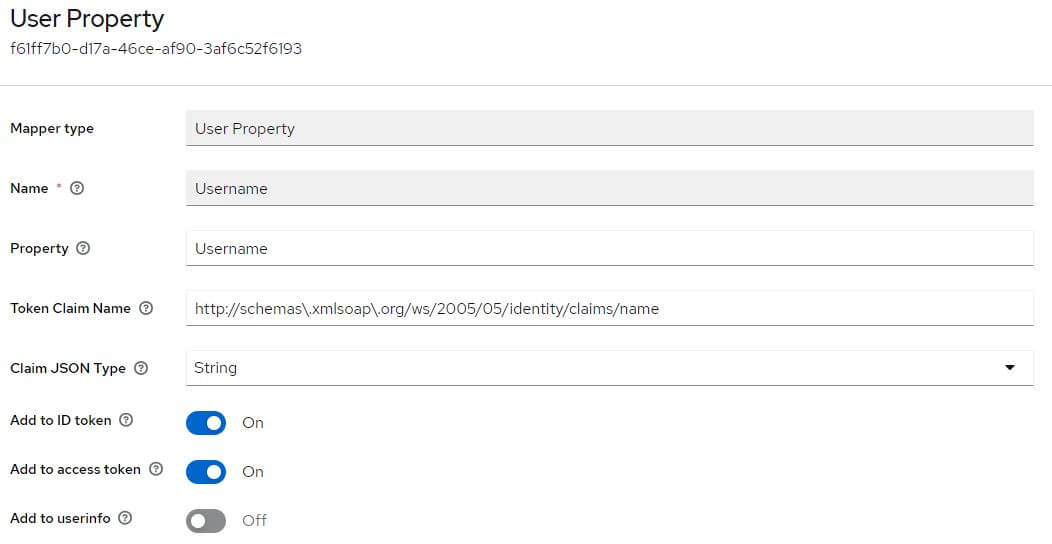 User Property
f61ff7b0-d17a-46ce-af90-3af6c52f6193
Mapper type User Property
Name * Username
Property Username
Token Claim Name http://schemas\.xmlsoap\.org/ws/2005/05/identity/claims/name
Claim JSON Type String
Add to ID token On
Add to access token On
Add to userinfo Off